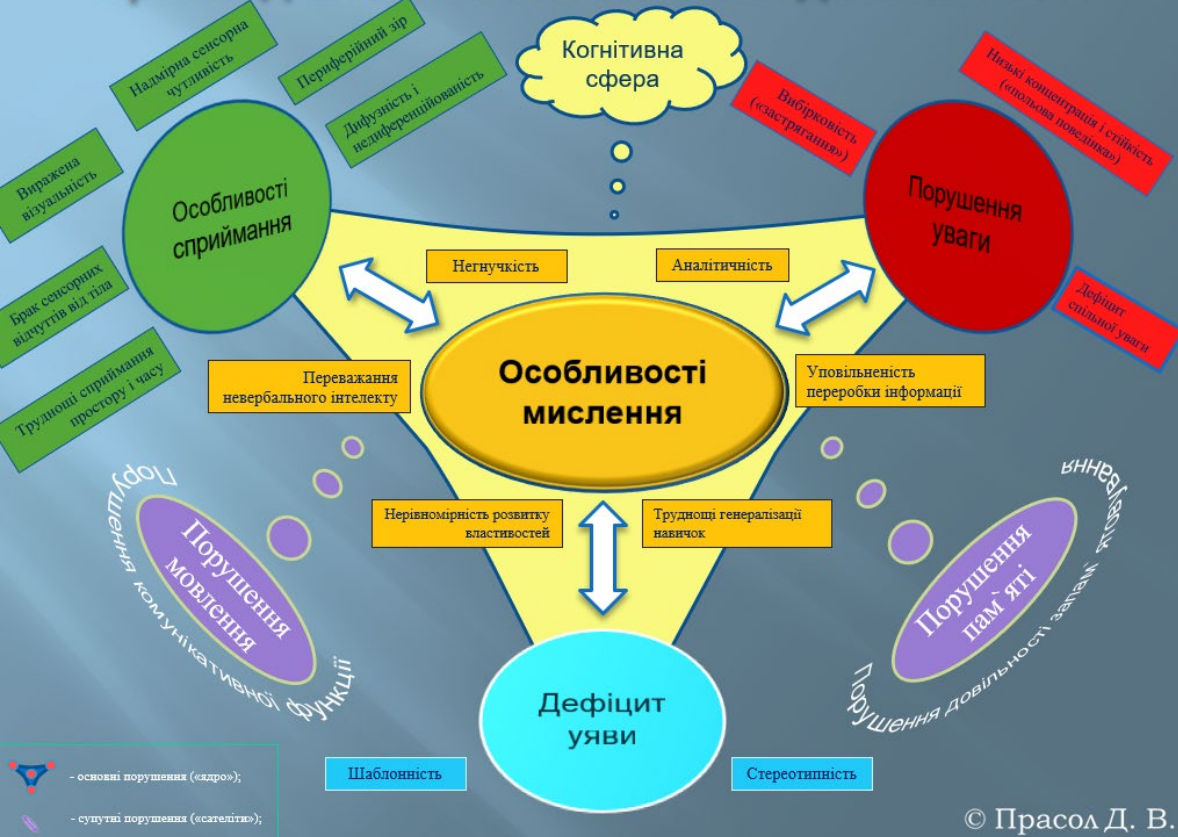 Когнітивна
сфера
Надмірна сенсорна
чутливість
Периферійний зір
Дифузність і
недиференційованість
Виражена
візуальність
Брак сенсорних
відчуттів від тіла
Труднощі сприймання
простору і часу
Особливості
сприймання
Вибірковість
(«застрягання»)
Низькі концентрація і стійкість
(«польова поведінка»)
Дефіцит
спільної уваги
Порушення
уваги
Негнучкість
Аналітичність
Особливості
мислення
Переважання
невербального інтелекту
Уповільненість
переробки інформації
Нерівномірність розвитку
властивостей
Труднощі генералізації
навичок
Порушення
мовлення
Порушення комунікативної функції
Порушення
пам`яті
Порушення довільності запам`ятовування
Дефіцит
уяви
Шаблонність
Стереотипність
- основні порушення («ядро»);
- супутні порушення («сателіти»);
© Прасол Д. В.